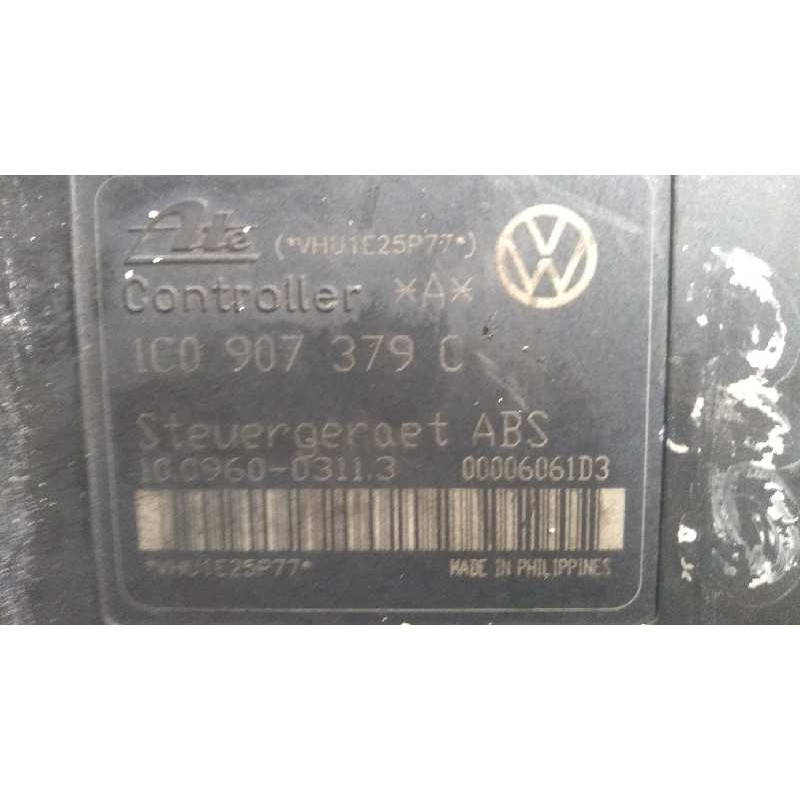 Ate (*VHU1E25P77*)
Controller *A*
1C0 907 379 C
Steuergeraet ABS
10.0960-0311.3 00006061D3
*VHU1E25P77* MADE IN PHILIPPINES